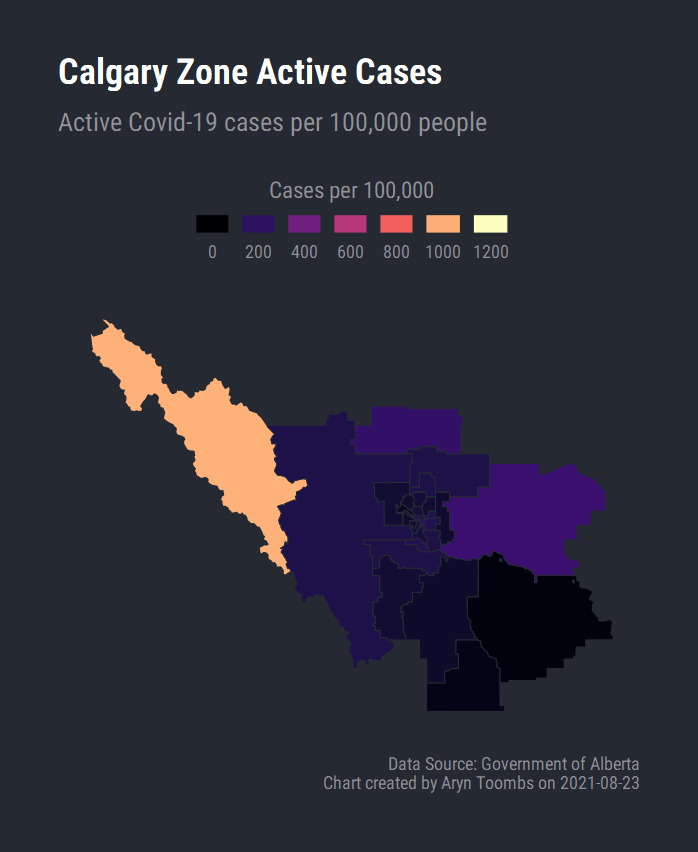 Calgary Zone Active Cases
Active Covid-19 cases per 100,000 people
Cases per 100,000
0 200 400 600 800 1000 1200
Data Source: Government of Alberta
Chart created by Aryn Toombs on 2021-08-23